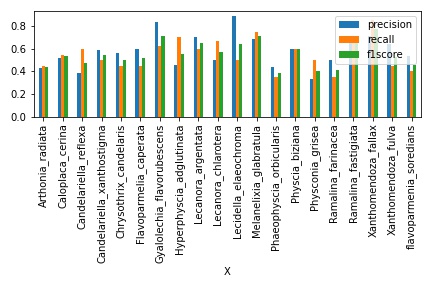 0.8
0.6
0.4
0.2
0.0
precision
recall
f1score
Arthonia_radiata
Caloplaca_cerina
Candelariella_reflexa
Candelariella_xanthostigma
Chrysothrix_candelaris
Flavoparmelia_caperata
Gyalolechia_flavorubescens
Hyperphyscia_adglutinata
Lecanora_argentata
Lecanora_chlarotera
Lecidella_elaeochroma
Melanelixia_glabratula
Phaeophyscia_orbicularis
Physcia_biziana
Physconia_grisea
Ramalina_farinacea
Ramalina_fastigiata
Xanthomendoza_fallax
Xanthomendoza_fulva
flavoparmenia_soredians
X